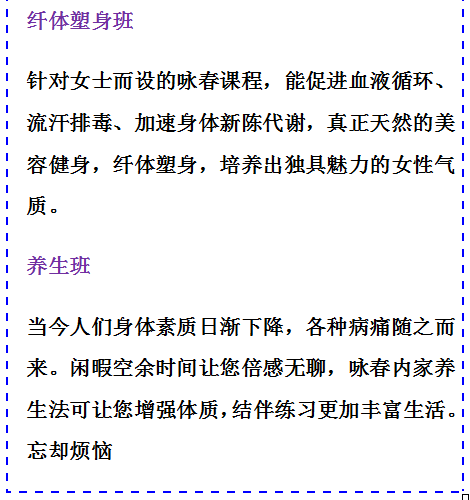 纤体塑身班
针对女士而设的咏春课程，能促进血液循环、
流汗排毒、加速身体新陈代谢，真正天然的美
容健身，纤体塑身，培养出独具魅力的女性气
质。
养生班
当今人们身体素质日渐下降，各种病痛随之而
来。闲暇空余时间让您倍感无聊，咏春内家养
生法可让您增强体质，结伴练习更加丰富生活。
忘却烦恼